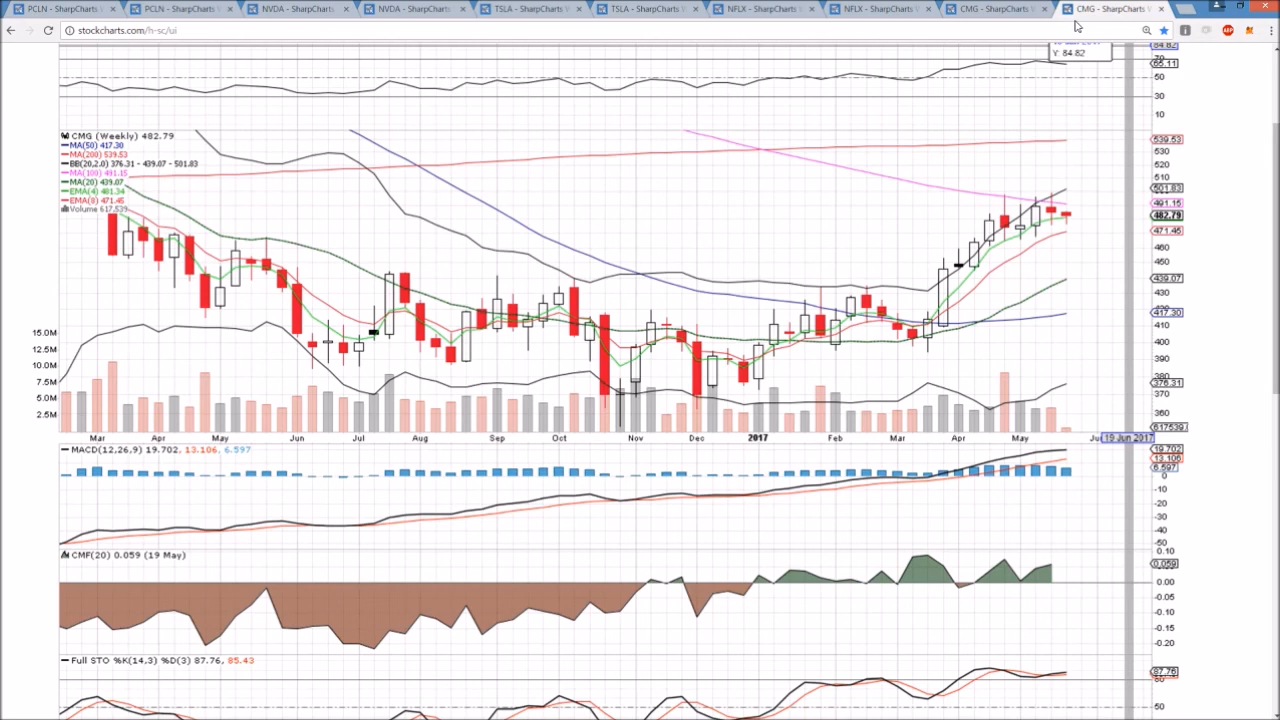 PCLN - SharpCharts W
PCLN - SharpCharts W
NVDA - SharpCharts W
NVDA - SharpCharts W
TSLA - SharpCharts W
TSLA - SharpCharts W
NFLX - SharpCharts W
NFLX - SharpCharts W
CMG - SharpCharts W
CMG - SharpCharts W
stockcharts.com/h-sc/ui
ABP
Y: 84.82
84.82
70
65.11
50
30
10
CMG (Weekly) 482.79
MA(50) 417.30
MA(200) 539.53
BB(20,2.0) 376.31 - 439.07 - 501.83
MA(100) 491.15
MA(20) 439.07
EMA(4) 481.34
EMA(8) 471.45
Volume 617,539
539.53
530
520
510
501.83
491.15
482.79
471.45
460
450
439.07
430
417.30
410
400
390
380
376.31
370
360
617539
15.0M
12.5M
10.0M
7.5M
5.0M
2.5M
Mar Apr May Jun Jul Aug Sep Oct Nov Dec 2017 Feb Mar Apr May 19 Jun 2017
MACD(12,26,9) 19.702, 13.106, 6.597
19.702
13.106
6.597
0
-10
-20
-30
-40
-50
CMF(20) 0.059 (19 May)
0.10
0.059
0.00
-0.05
-0.10
-0.15
-0.20
Full STO %K(14,3) %D(3) 87.76, 85.43
87.76
80
50